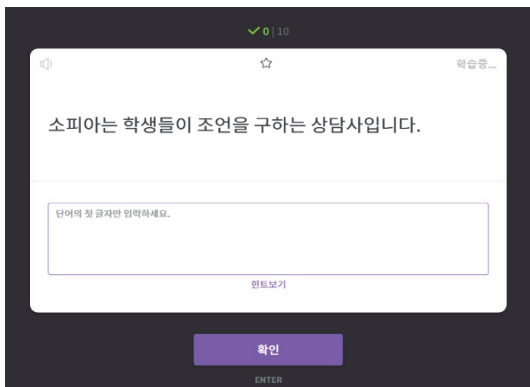 0 | 10
학습중...
소피아는 학생들이 조언을 구하는 상담사입니다.
단어의 첫 글자만 입력하세요.
힌트보기
확인
ENTER